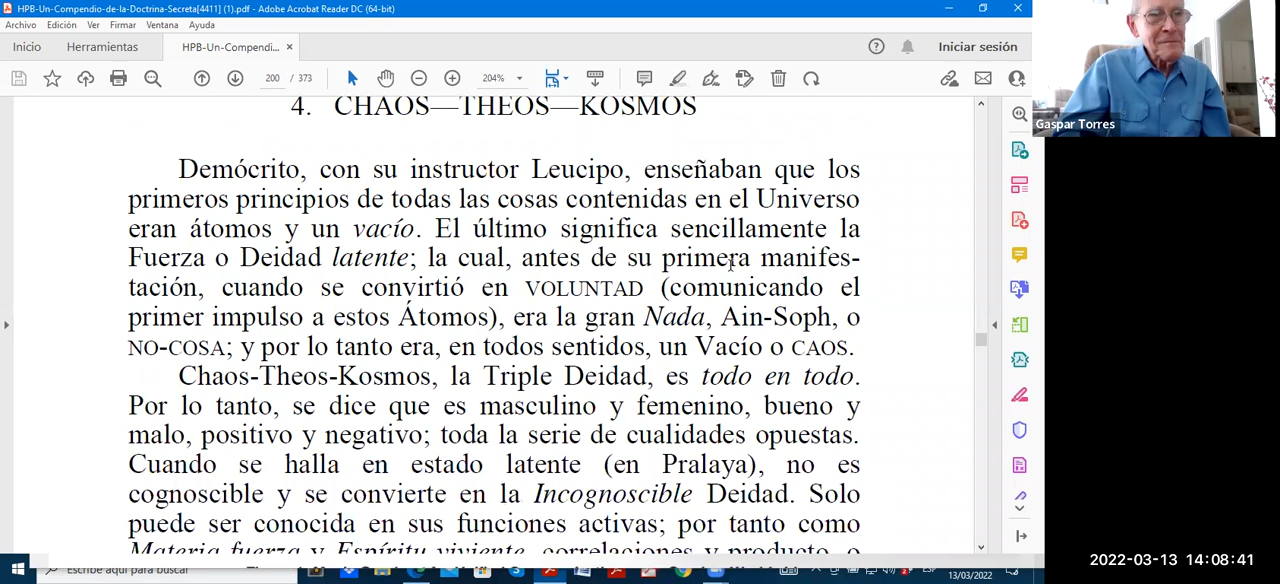 HPB-Un-Compendio-de-la-Doctrina-Secreta[4411] (1).pdf - Adobe Acrobat Reader DC (64-bit)
Archivo Edición Ver Firmar Ventana Ayuda
Inicio Herramientas HPB-Un-Compendi... × Iniciar sesión
200 / 373 204%
4. CHAOS—THEOS—KOSMOS
Demócrito, con su instructor Leucipo, enseñaban que los
primeros principios de todas las cosas contenidas en el Universo
eran átomos y un vacío. El último significa sencillamente la
Fuerza o Deidad latente; la cual, antes de su primera manifes-
tación, cuando se convirtió en VOLUNTAD (comunicando el
primer impulso a estos Átomos), era la gran Nada, Ain-Soph, o
NO-COSA; y por lo tanto era, en todos sentidos, un Vacío o CAOS.
Chaos-Theos-Kosmos, la Triple Deidad, es todo en todo.
Por lo tanto, se dice que es masculino y femenino, bueno y
malo, positivo y negativo; toda la serie de cualidades opuestas.
Cuando se halla en estado latente (en Pralaya), no es
cognoscible y se convierte en la Incognoscible Deidad. Solo
puede ser conocida en sus funciones activas; por tanto como
Materia fuerza y Espíritu viviente, correlaciones y producto, o
Escribe aquí para buscar
13/03/2022
Gaspar Torres
2022-03-13 14:08:41